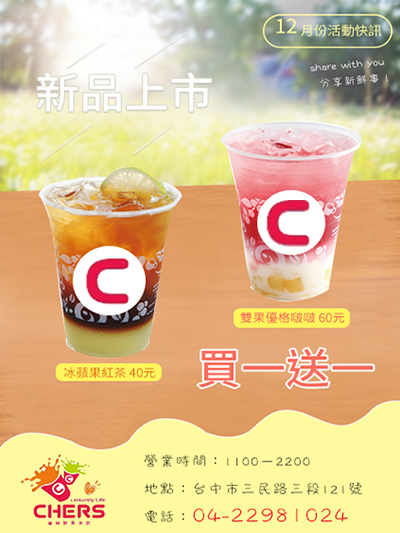 12月份活動快訊
share with you
分享新鮮事！
新品上市
雙果優格啵啵 60元
冰蘋果紅茶 40元
買一送一
營業時間：1100－2200
地點：台中市三民路三段121號
電話：04-22981024
Leisurely Life
CHERS